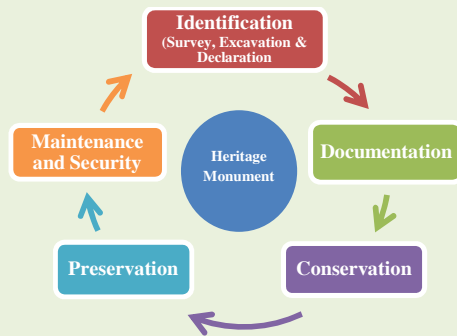 Identification
(Survey, Excavation &
Declaration
Documentation
Conservation
Preservation
Maintenance
and Security
Heritage
Monument